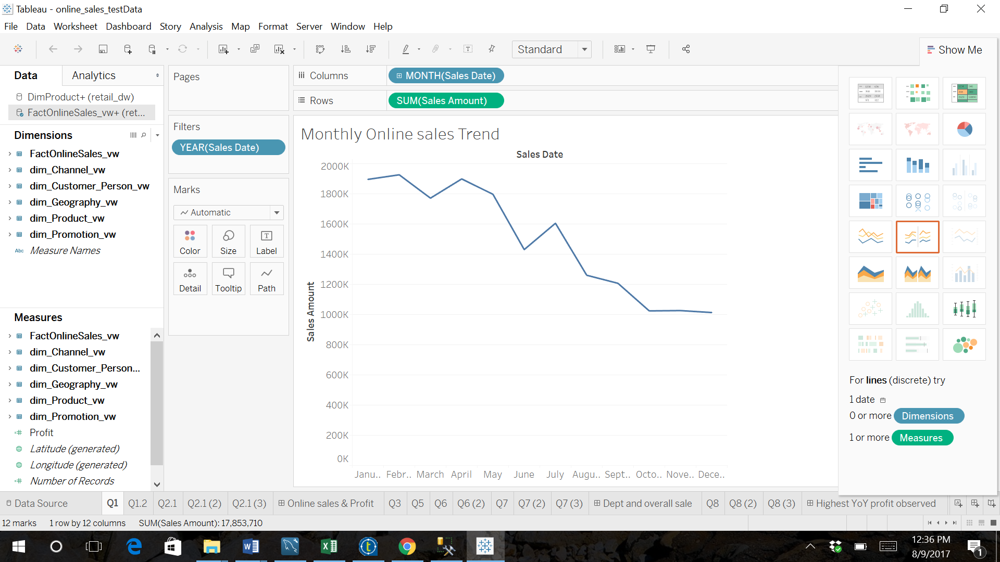 Tableau - online_sales_testData
File Data Worksheet Dashboard Story Analysis Map Format Server Window Help
Standard
Show Me
Data Analytics
DimProduct+ (retail_dw)
FactOnlineSales_vw+ (ret...
Dimensions
FactOnlineSales_vw
dim_Channel_vw
dim_Customer_Person_vw
dim_Geography_vw
dim_Product_vw
dim_Promotion_vw
Abc Measure Names
Measures
FactOnlineSales_vw
dim_Channel_vw
dim_Customer_Person...
dim_Geography_vw
dim_Product_vw
dim_Promotion_vw
Profit
Latitude (generated)
Longitude (generated)
Number of Records
Pages
Filters
YEAR(Sales Date)
Marks
Automatic
Color Size Label
Detail Tooltip Path
Columns MONTH(Sales Date)
Rows SUM(Sales Amount)
Monthly Online sales Trend
Sales Date
2000K
1800K
1600K
1400K
1200K
1000K
800K
600K
400K
200K
0K
Sales Amount
Janu.. Febr.. March April May June July Augu.. Sept.. Octo.. Nove.. Dece..
For lines (discrete) try
1 date
0 or more Dimensions
1 or more Measures
Data Source Q1 Q1.2 Q2.1 Q2.1 (2) Q2.1 (3) Online sales & Profit Q3 Q5 Q6 Q6 (2) Q7 Q7 (2) Q7 (3) Dept and overall sale Q8 Q8 (2) Q8 (3) Highest YoY profit observed
12 marks 1 row by 12 columns SUM(Sales Amount): 17,853,710
12:36 PM
8/9/2017
1